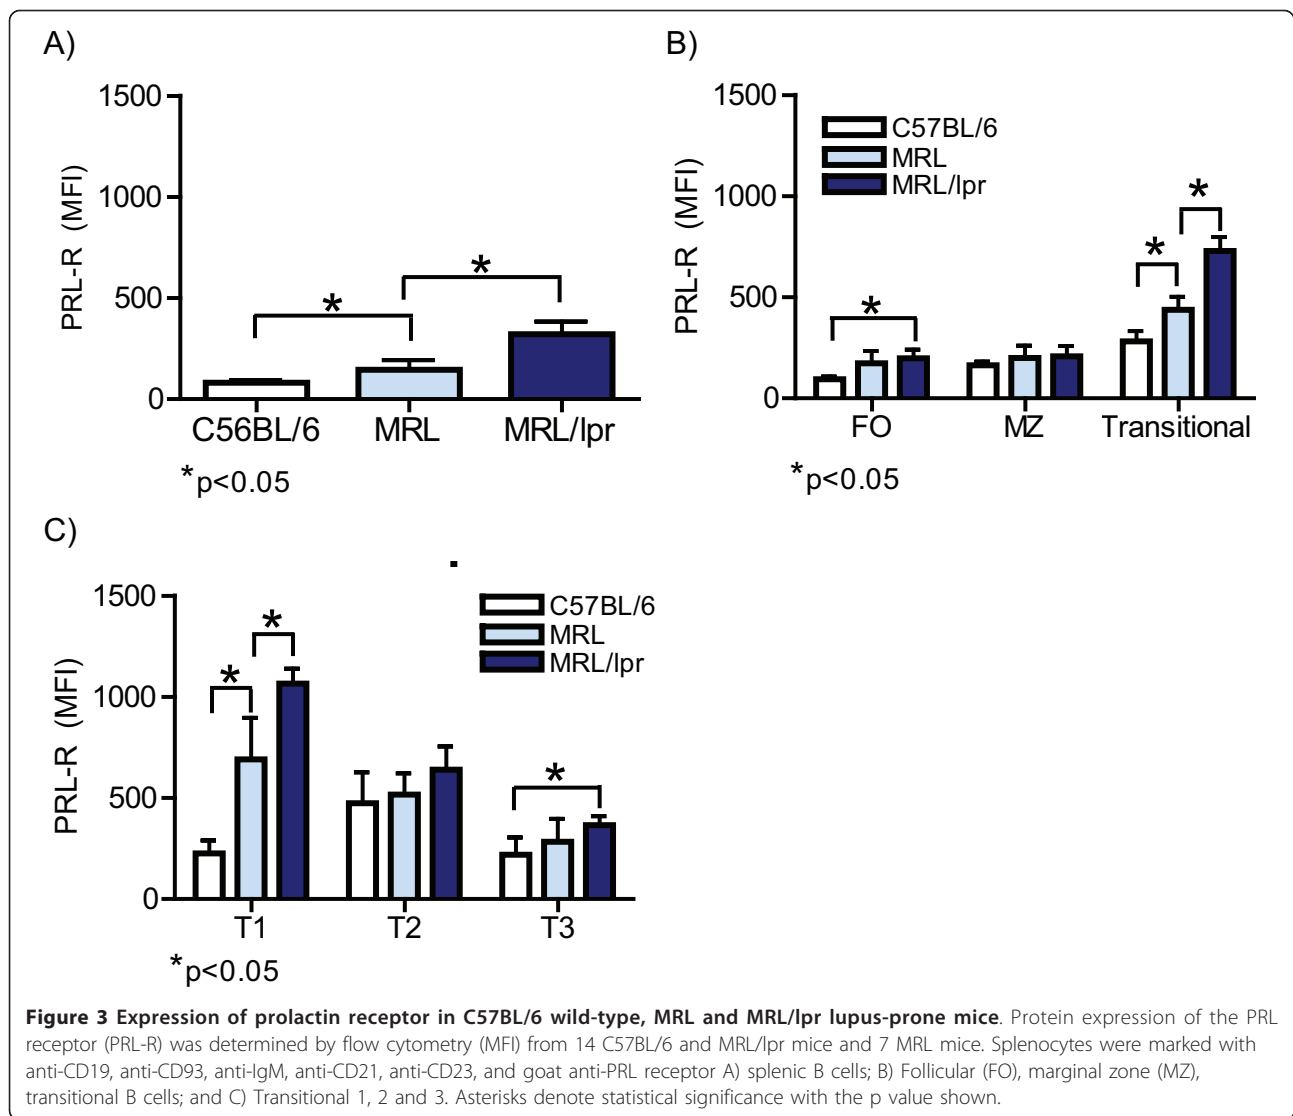 A)
1500
1000
500
0
PRL-R (MFI)
*
*
C56BL/6 MRL MRL/lpr
*p<0.05
B)
1500
1000
500
0
PRL-R (MFI)
C57BL/6
MRL
MRL/lpr
*
*
*
FO MZ Transitional
*p<0.05
C)
1500
1000
500
0
PRL-R (MFI)
C57BL/6
MRL
MRL/lpr
*
*
*
T1 T2 T3
*p<0.05
Figure 3 Expression of prolactin receptor in C57BL/6 wild-type, MRL and MRL/lpr lupus-prone mice. Protein expression of the PRL
receptor (PRL-R) was determined by flow cytometry (MFI) from 14 C57BL/6 and MRL/lpr mice and 7 MRL mice. Splenocytes were marked with
anti-CD19, anti-CD93, anti-IgM, anti-CD21, anti-CD23, and goat anti-PRL receptor A) splenic B cells; B) Follicular (FO), marginal zone (MZ),
transitional B cells; and C) Transitional 1, 2 and 3. Asterisks denote statistical significance with the p value shown.